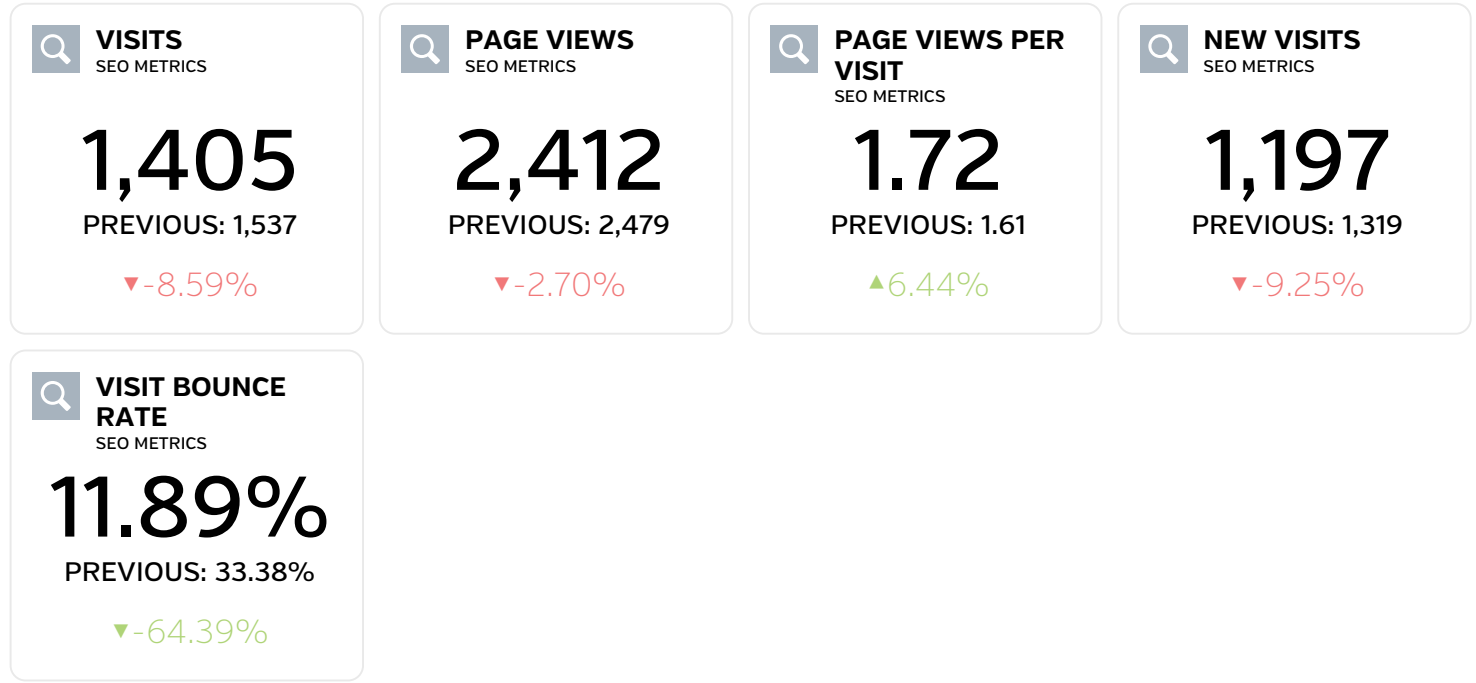 VISITS
SEO METRICS
1,405
PREVIOUS: 1,537
▼-8.59%
PAGE VIEWS
SEO METRICS
2,412
PREVIOUS: 2,479
▼-2.70%
PAGE VIEWS PER
VISIT
SEO METRICS
1.72
PREVIOUS: 1.61
▲6.44%
NEW VISITS
SEO METRICS
1,197
PREVIOUS: 1,319
▼-9.25%
VISIT BOUNCE
RATE
SEO METRICS
11.89%
PREVIOUS: 33.38%
▼-64.39%